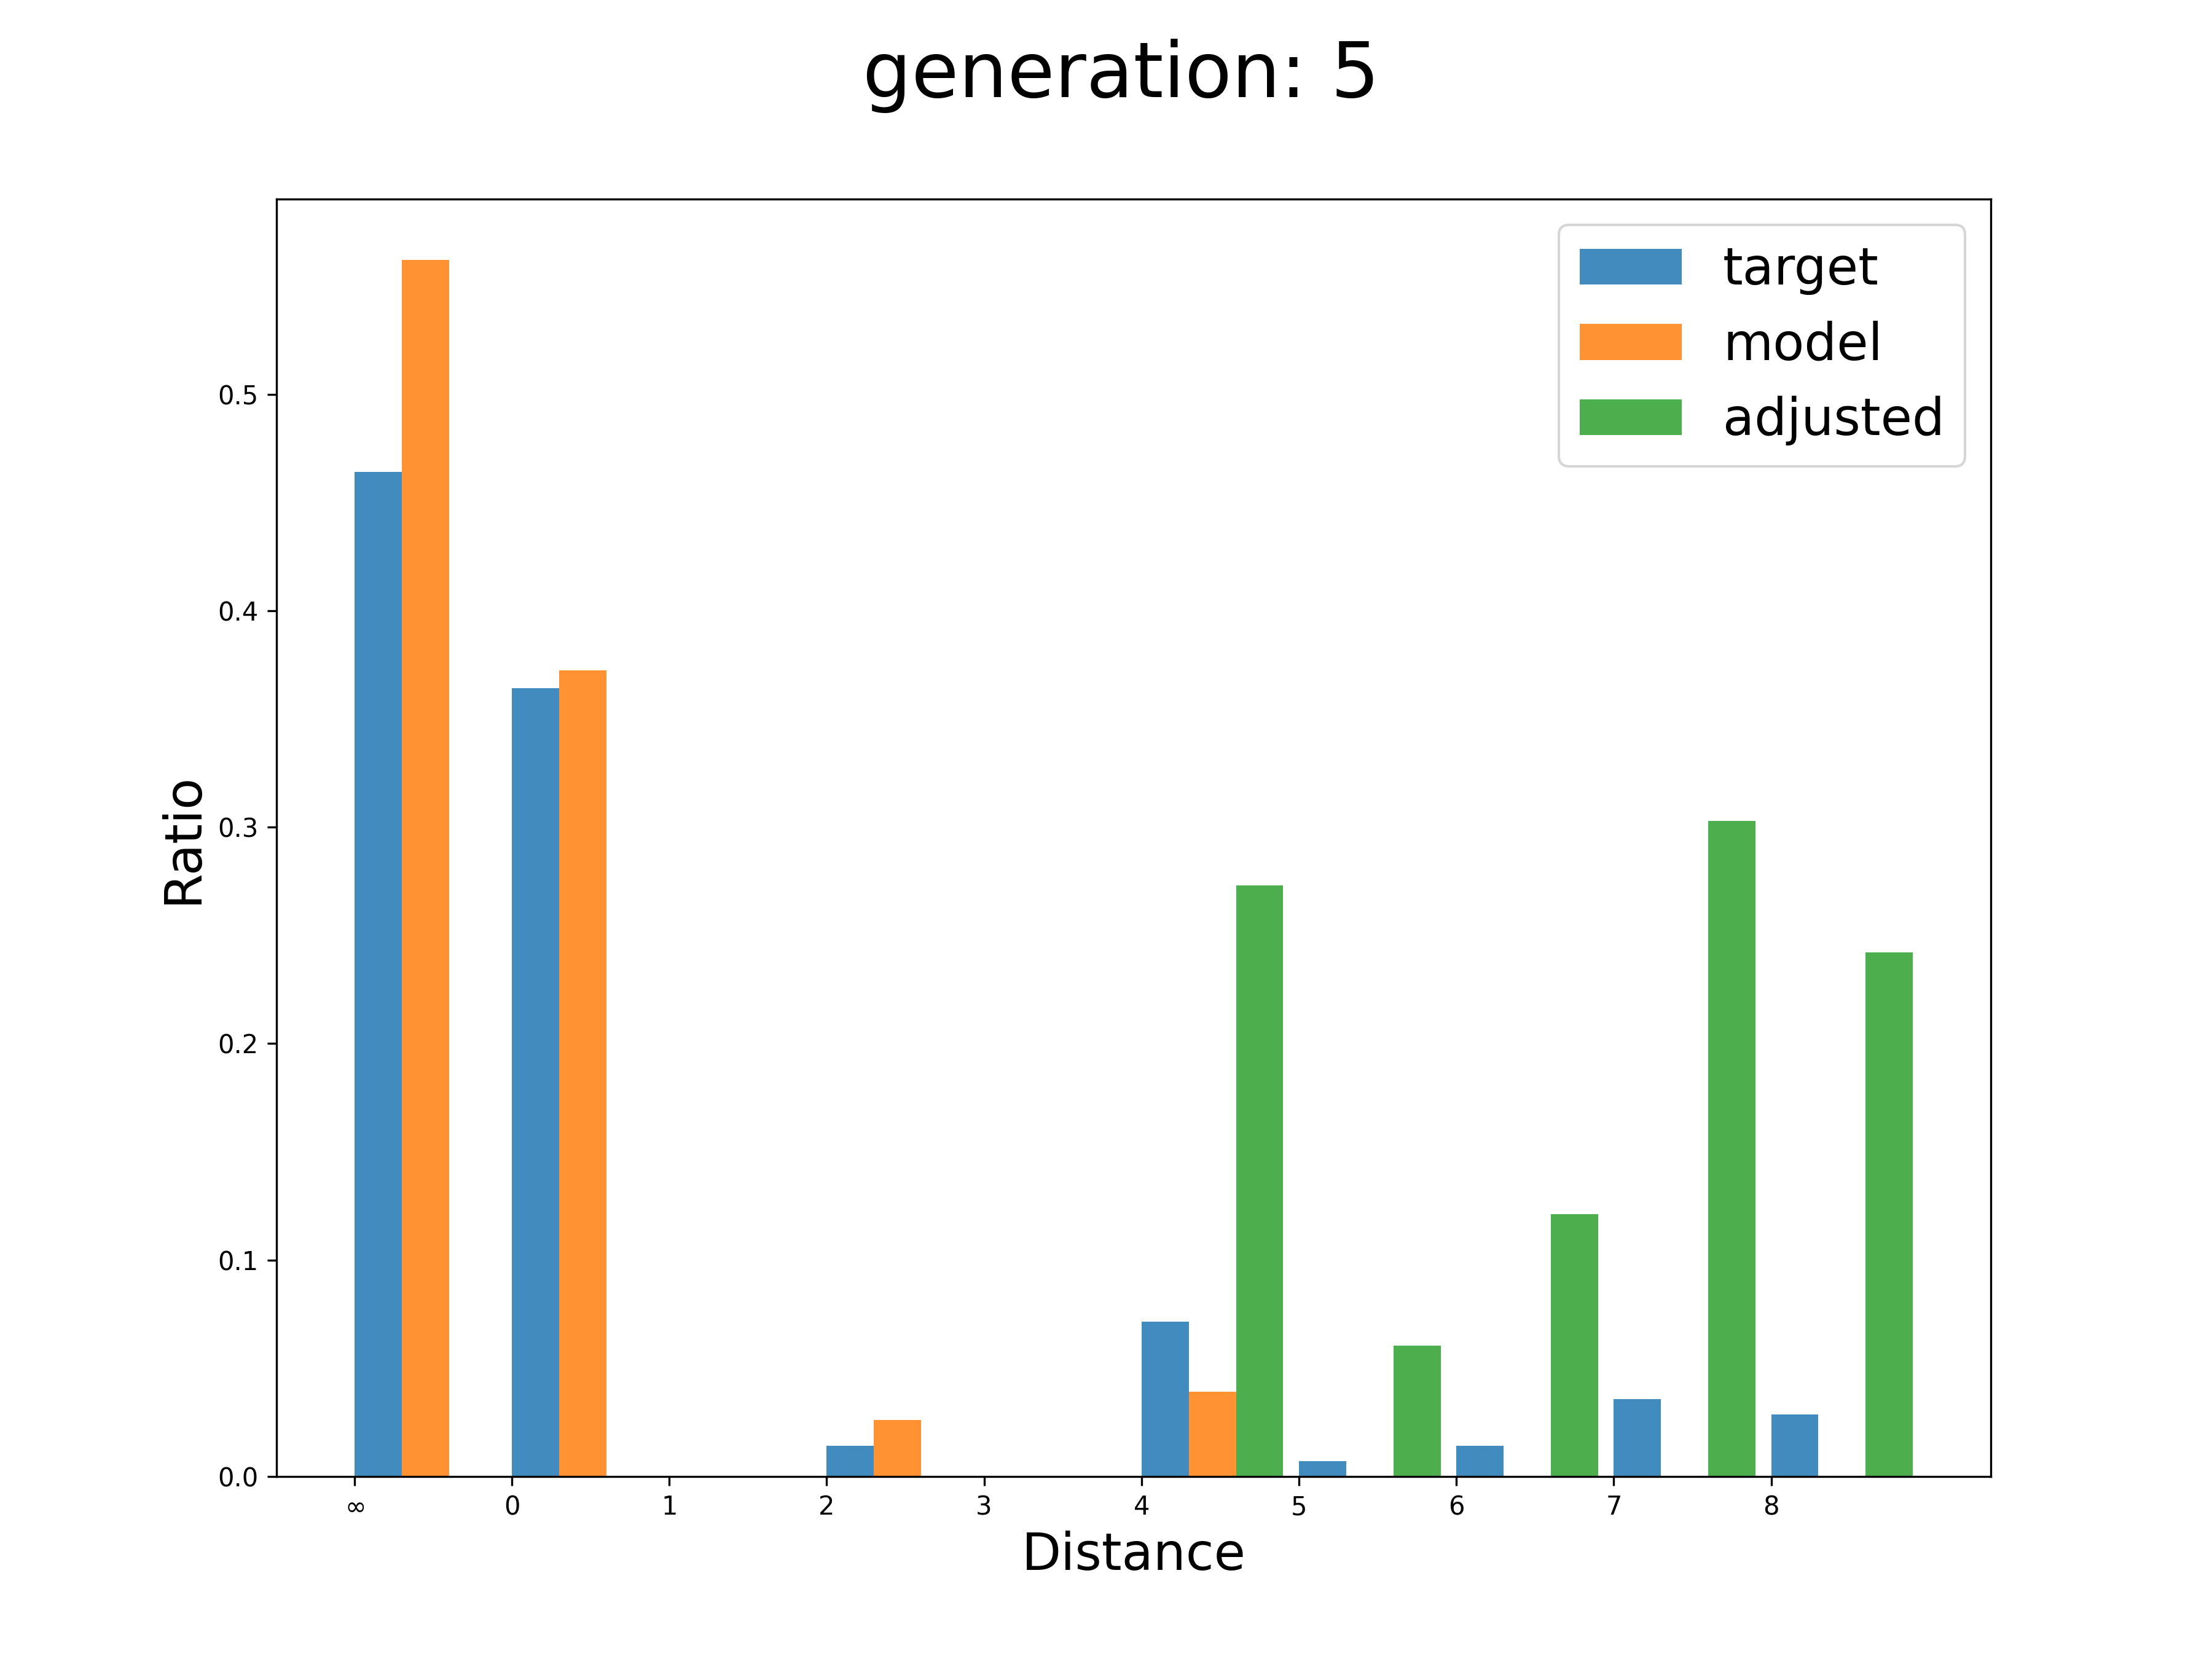 generation: 5
target
model
adjusted
Ratio
0.5
0.4
0.3
0.2
0.1
0.0
∞ 0 1 2 3 4 5 6 7 8
Distance